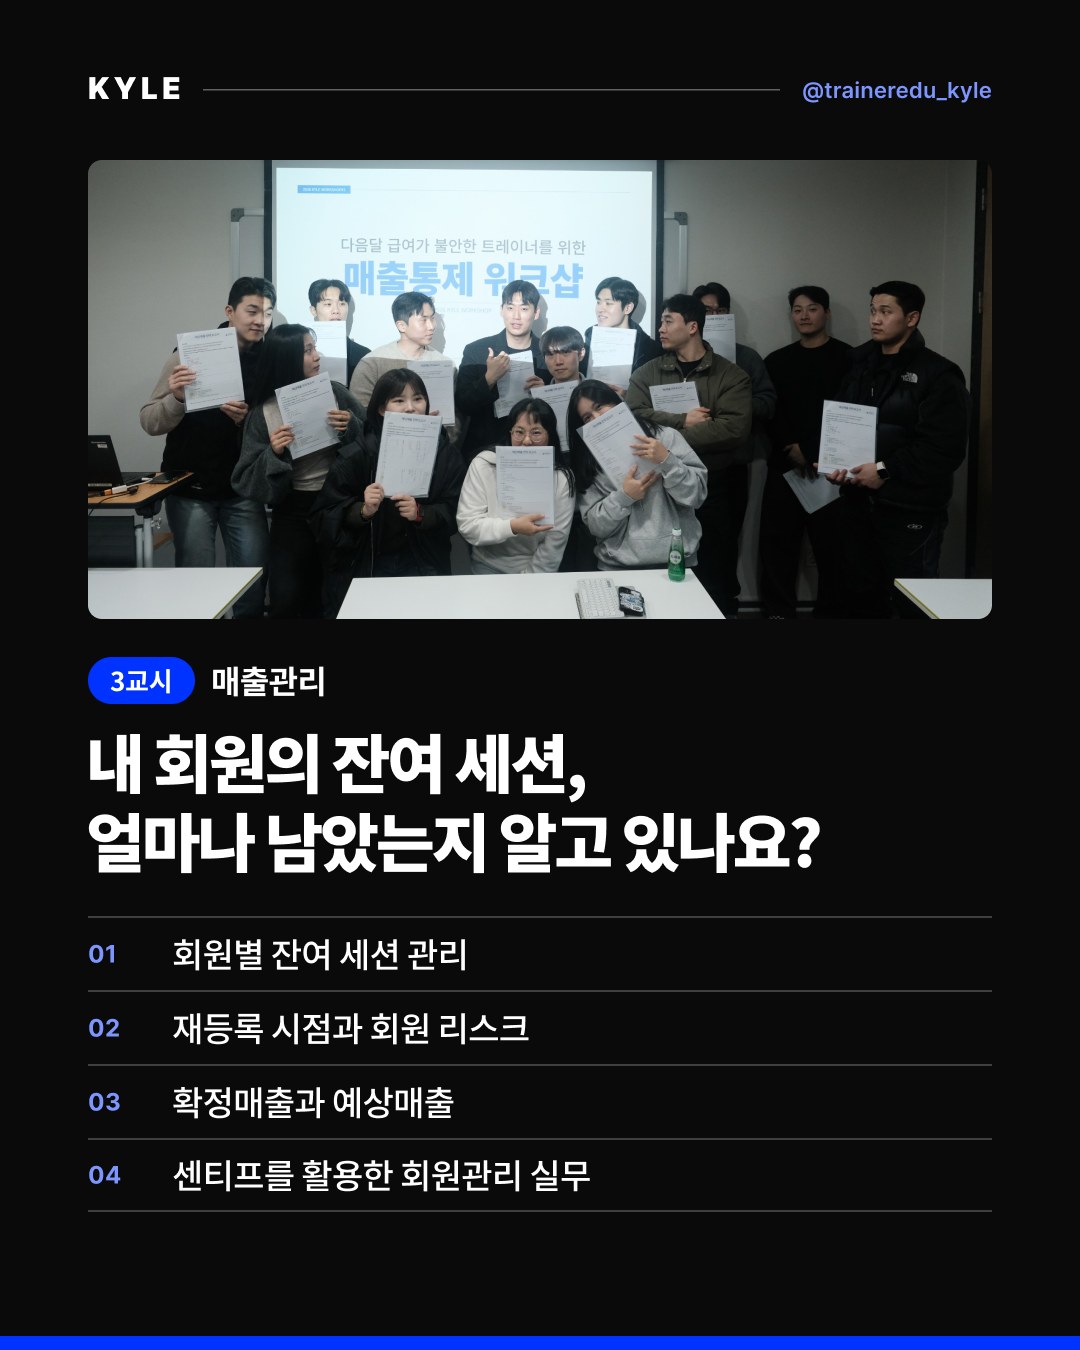 KYLE
@traineredu_kyle
다음달 급여가 불안한 트레이너를 위한
매출통제 워크샵
3교시 매출관리
내 회원의 잔여 세션,
얼마나 남았는지 알고 있나요?
01 회원별 잔여 세션 관리
02 재등록 시점과 회원 리스크
03 확정매출과 예상매출
04 센티프를 활용한 회원관리 실무